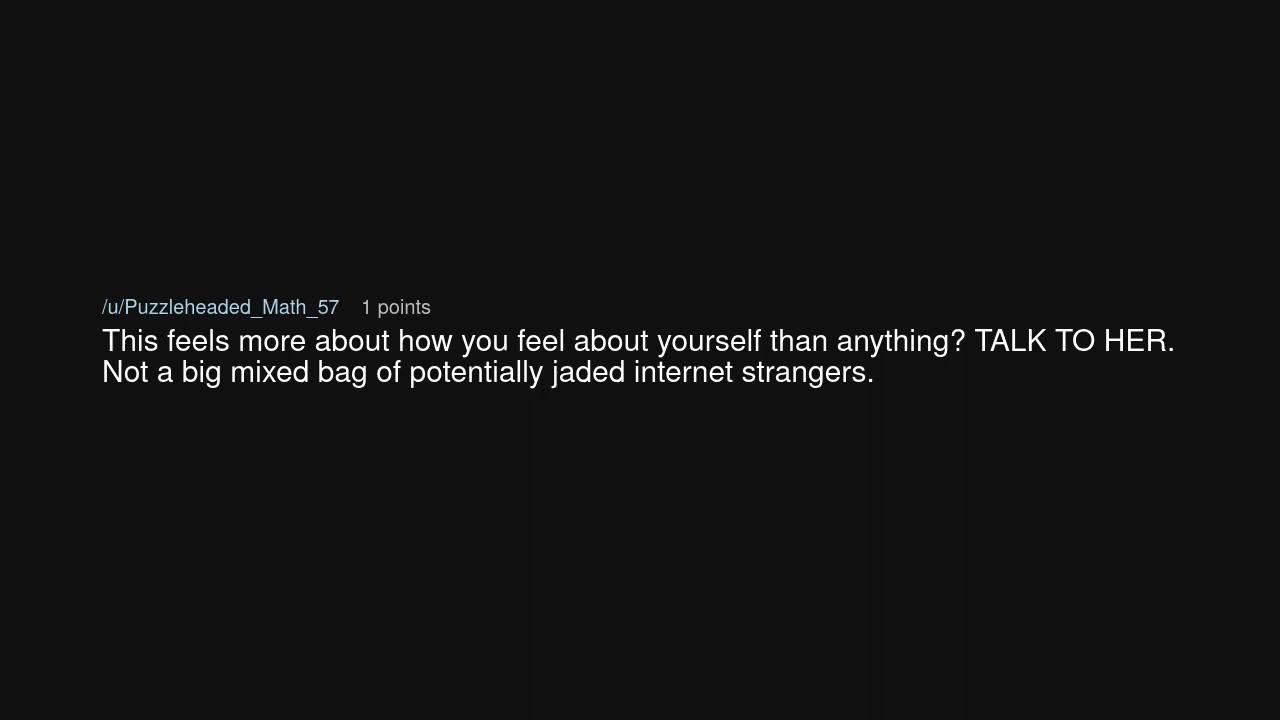 /u/Puzzleheaded_Math_57 1 points
This feels more about how you feel about yourself than anything? TALK TO HER.
Not a big mixed bag of potentially jaded internet strangers.